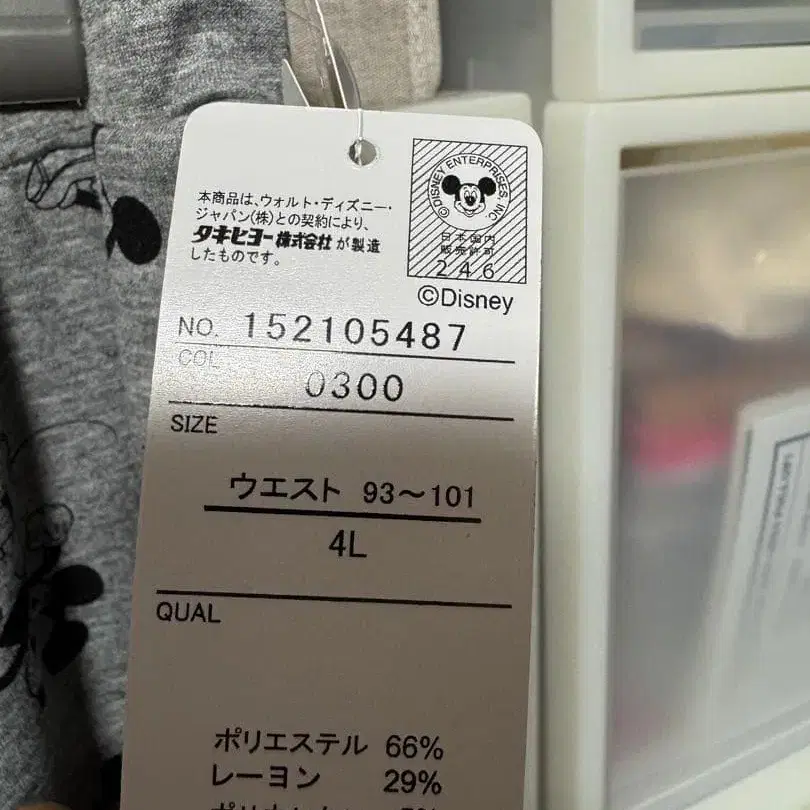 本商品は、ウォルト・ディズニー・
ジャパン(株)との契約により、
タキヒヨー株式会社が製造
したものです。
©DISNEY ENTERPRISES, INC.
日本国内
販売許可
246
©Disney
NO. 152105487
COL
0300
SIZE
ウエスト 93〜101
4L
QUAL
ポリエステル 66%
レーヨン 29%